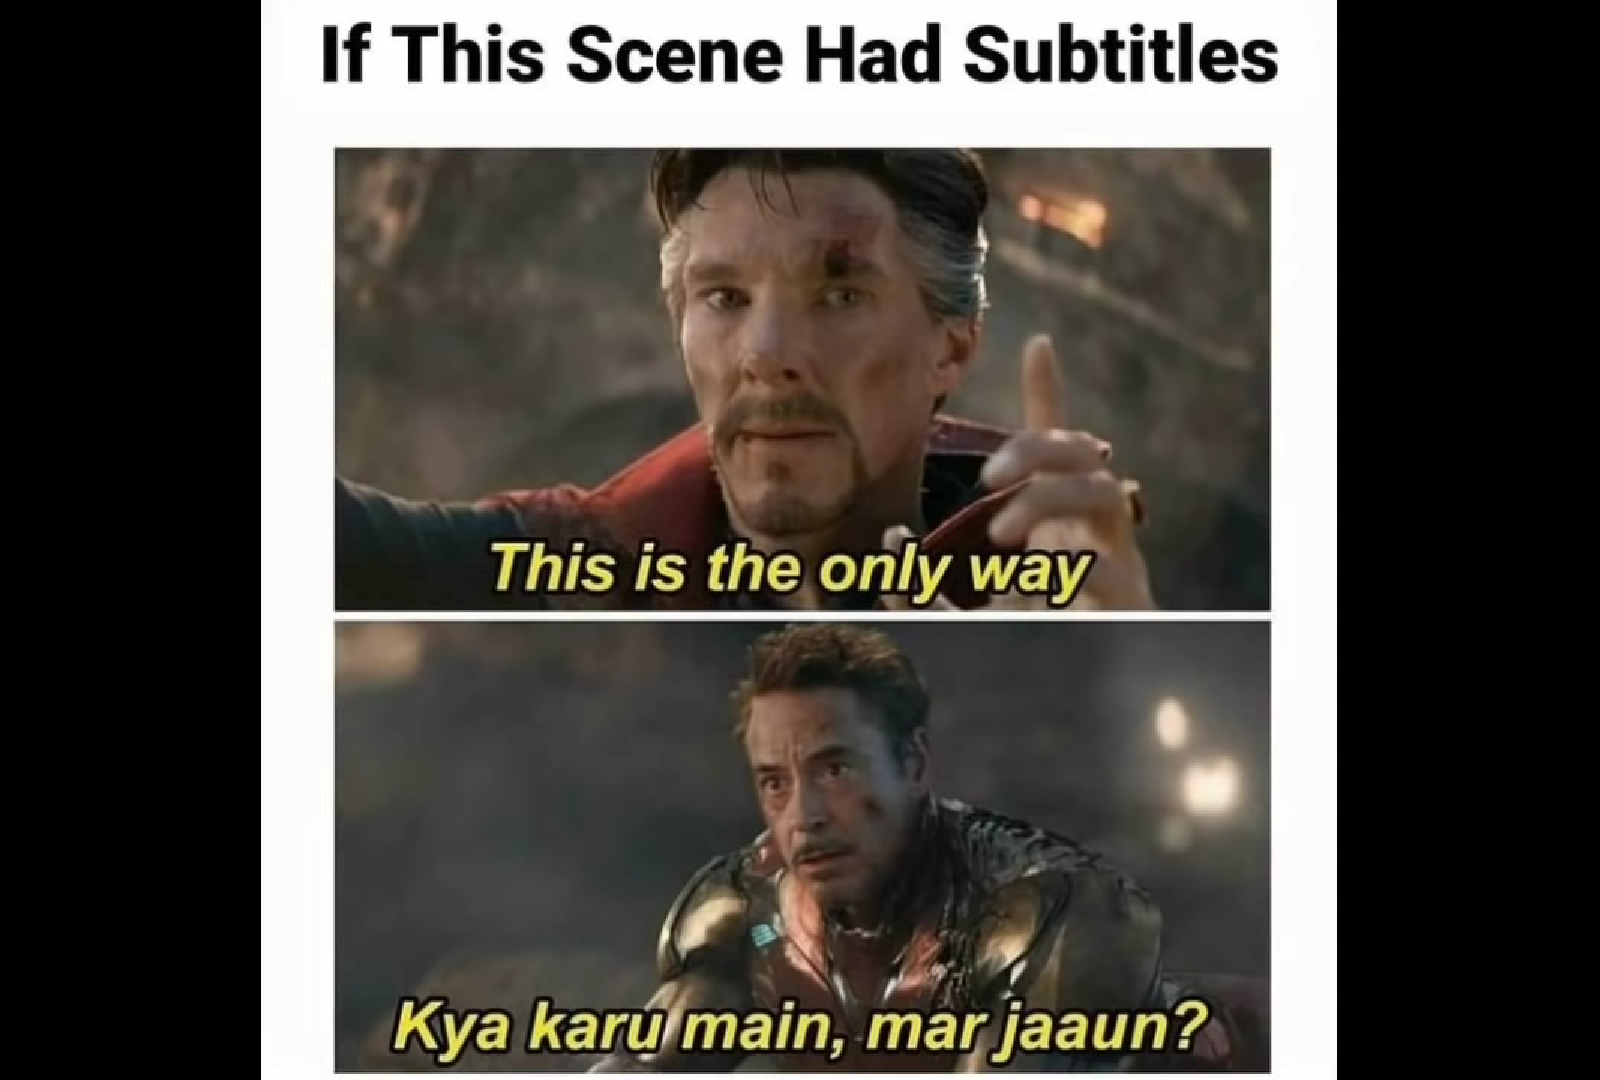 If This Scene Had Subtitles
This is the only way
Kya karu main, mar jaaun?